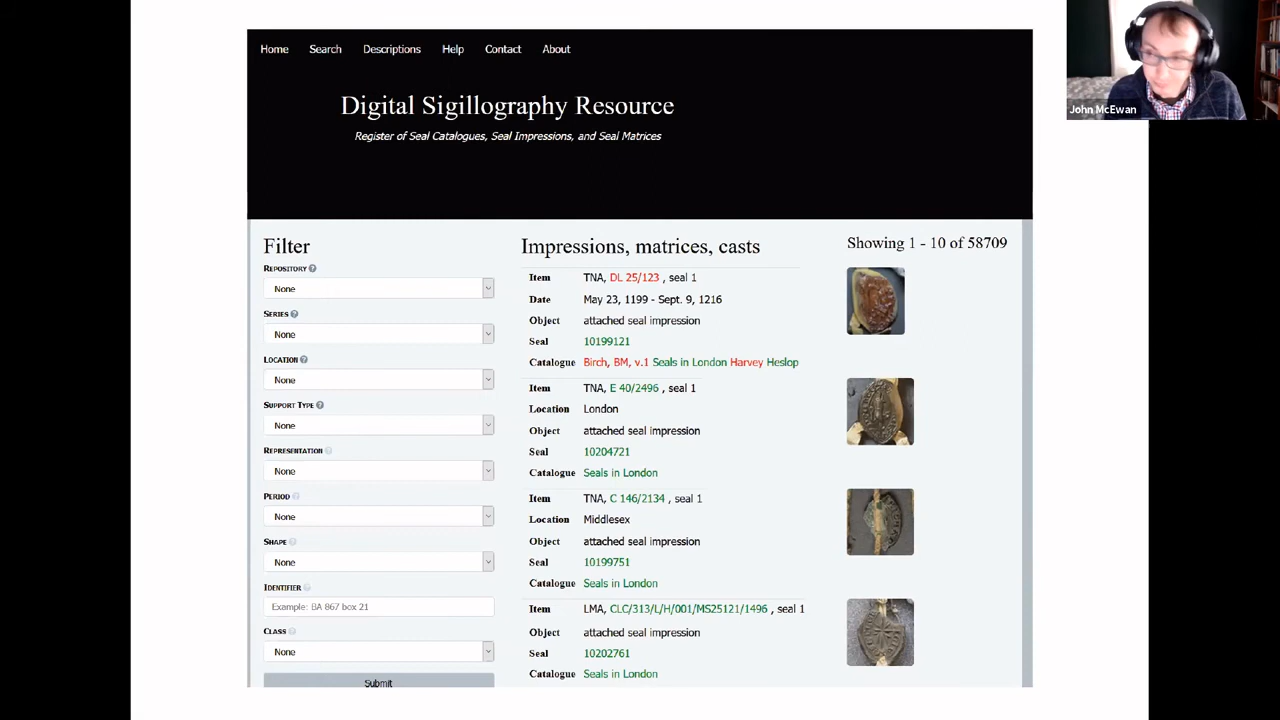 Home Search Descriptions Help Contact About
John McEwan
Digital Sigillography Resource
Register of Seal Catalogues, Seal Impressions, and Seal Matrices
Filter
REPOSITORY ?
None
SERIES ?
None
LOCATION ?
None
SUPPORT TYPE ?
None
REPRESENTATION ?
None
PERIOD ?
None
SHAPE ?
None
IDENTIFIER ?
Example: BA 867 box 21
CLASS ?
None
Submit
Impressions, matrices, casts
Showing 1 - 10 of 58709
Item TNA, DL 25/123 , seal 1
Date May 23, 1199 - Sept. 9, 1216
Object attached seal impression
Seal 10199121
Catalogue Birch, BM, v.1 Seals in London Harvey Heslop
Item TNA, E 40/2496 , seal 1
Location London
Object attached seal impression
Seal 10204721
Catalogue Seals in London
Item TNA, C 146/2134 , seal 1
Location Middlesex
Object attached seal impression
Seal 10199751
Catalogue Seals in London
Item LMA, CLC/313/L/H/001/MS25121/1496 , seal 1
Object attached seal impression
Seal 10202761
Catalogue Seals in London